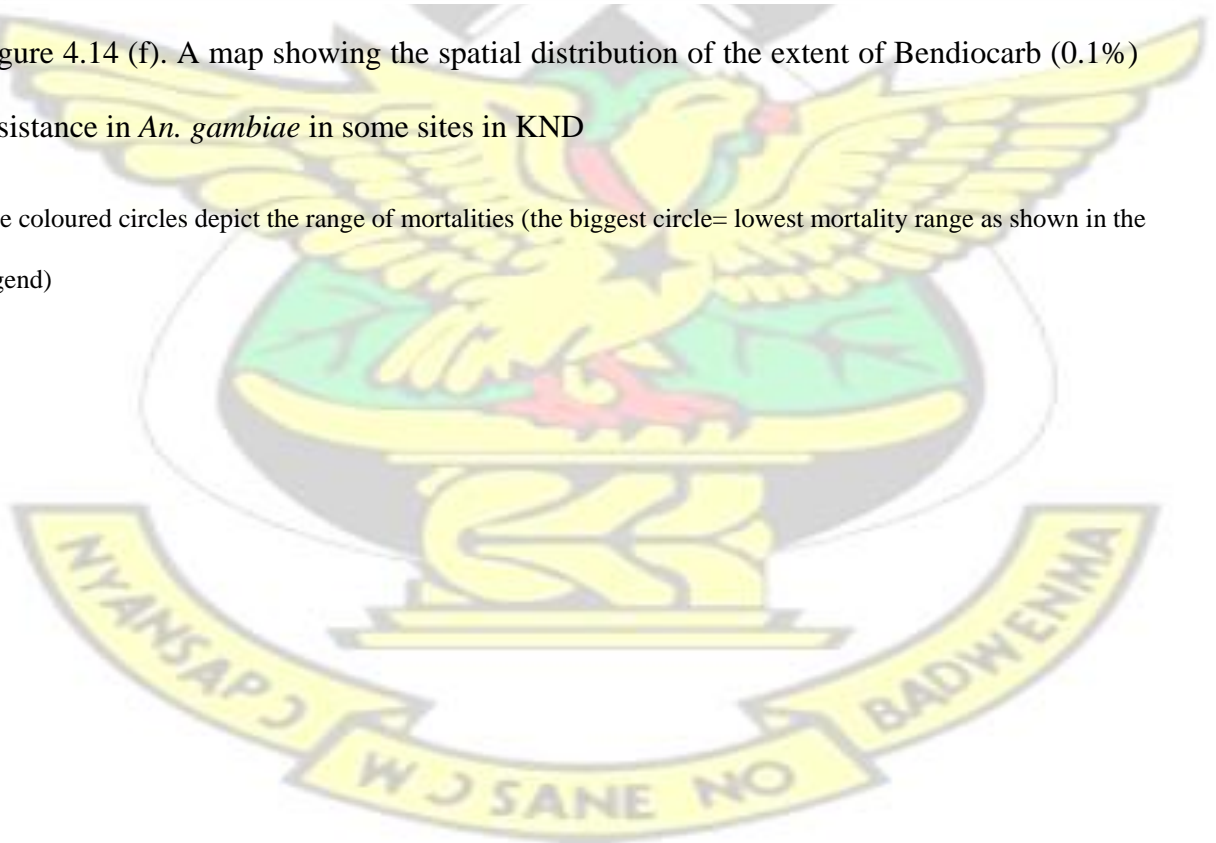 gure 4.14 (f). A map showing the spatial distribution of the extent of Bendiocarb (0.1%)
sistance in An. gambiae in some sites in KND
e coloured circles depict the range of mortalities (the biggest circle= lowest mortality range as shown in the
gend)
NYANSAPƆ WƆSANE NO BADWENMA